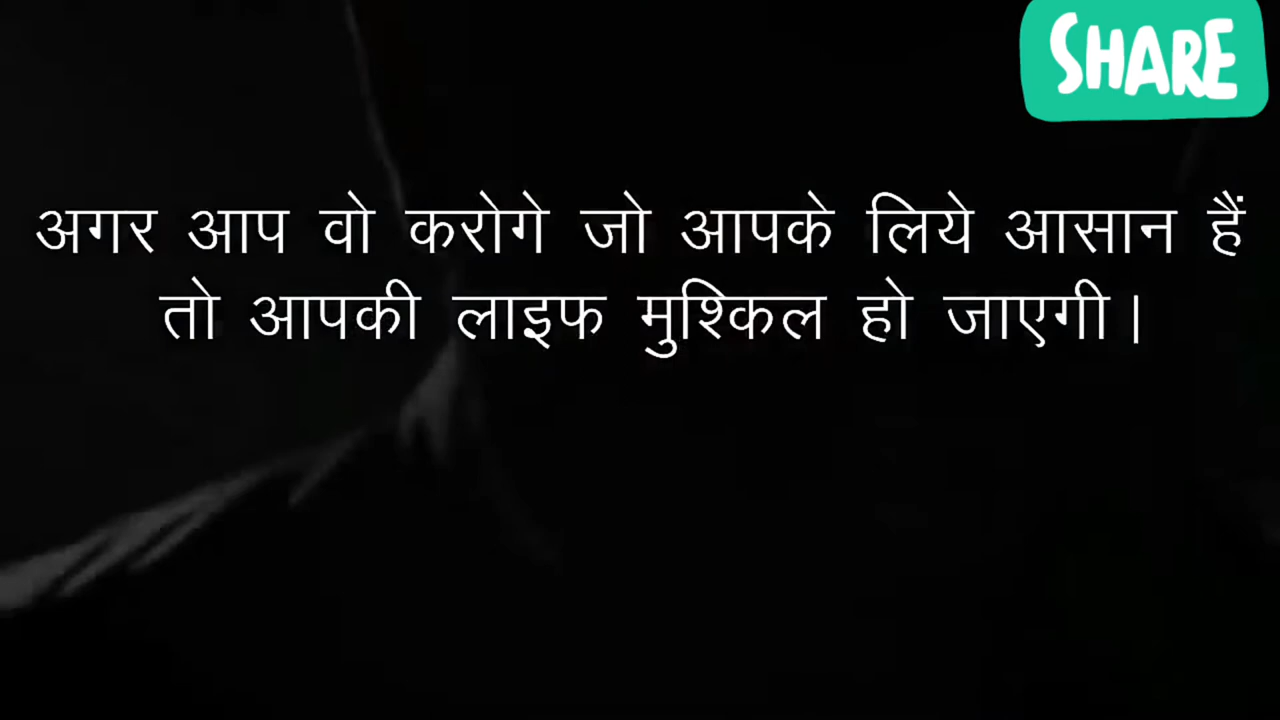 SHARE
अगर आप वो करोगे जो आपके लिये आसान हैं
तो आपकी लाइफ मुश्किल हो जाएगी।